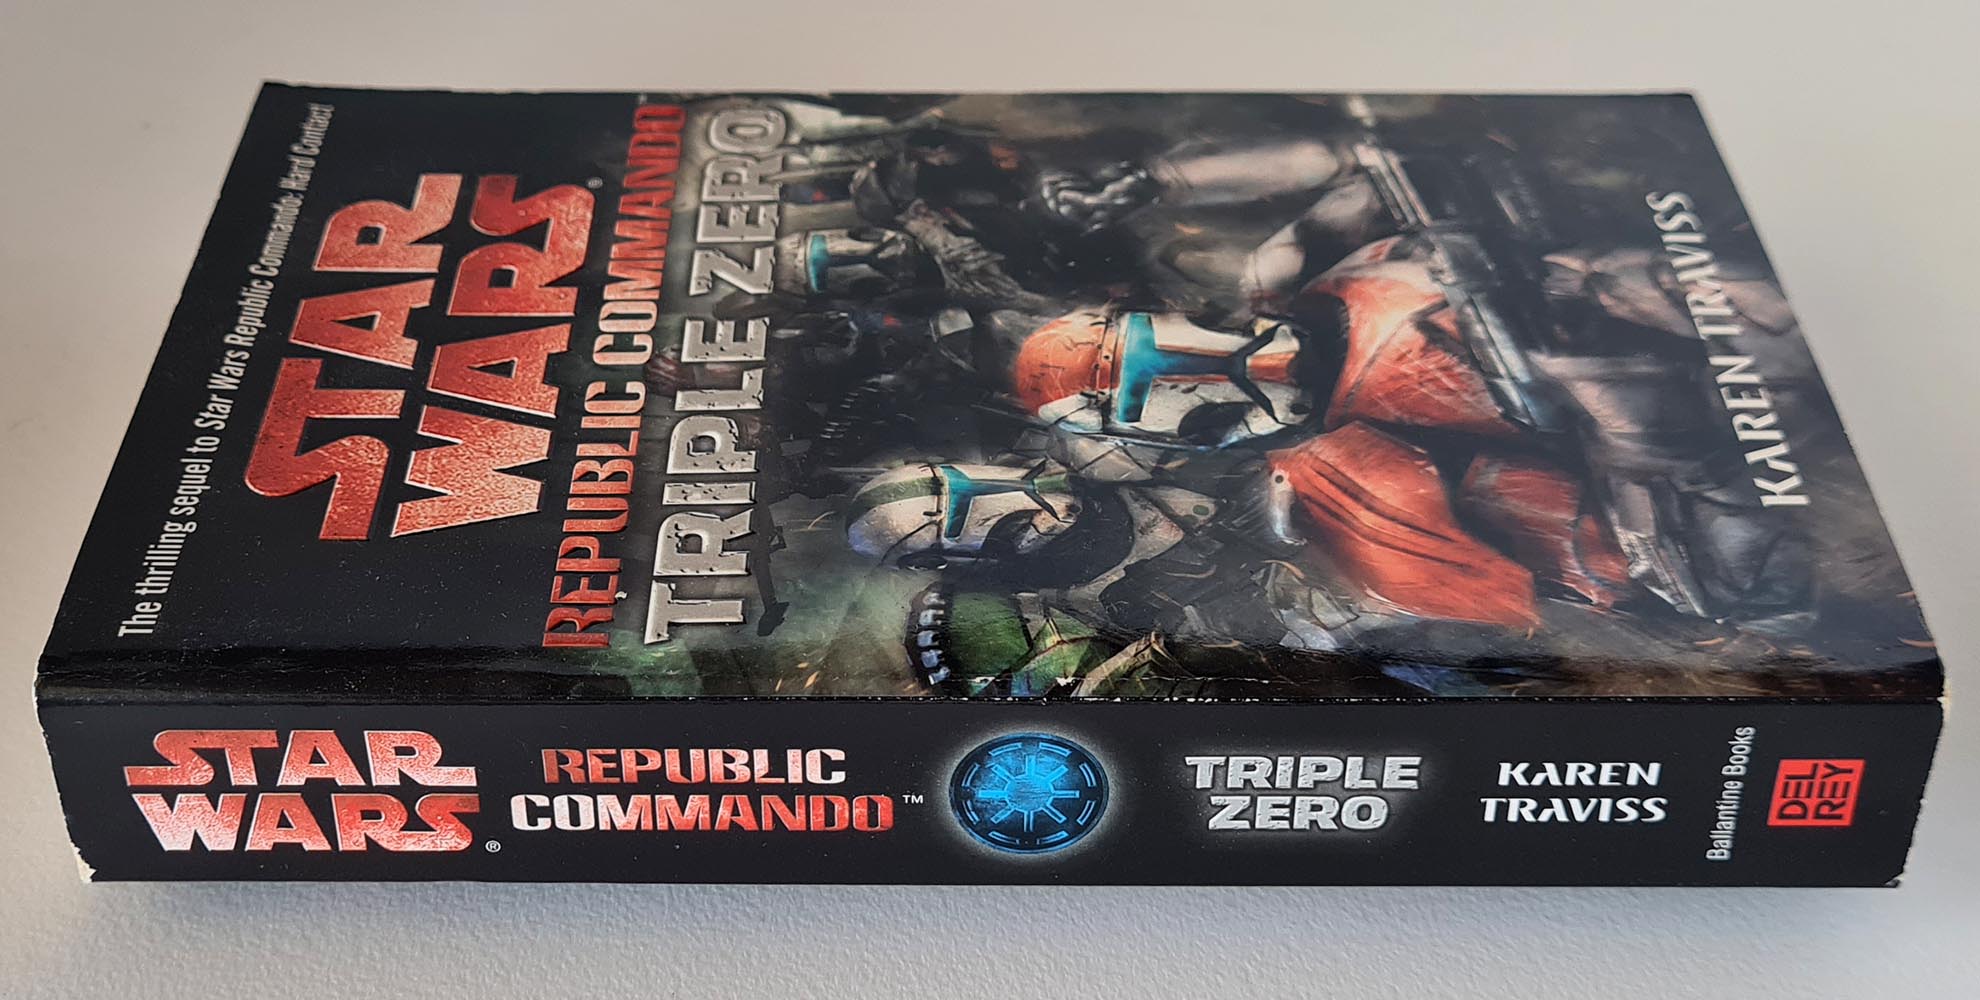 The thrilling sequel to Star Wars Republic Commando: Hard Contact
STAR
WARS®
REPUBLIC COMMANDO
TRIPLE ZERO
KAREN TRAVISS
STAR
WARS®
REPUBLIC
COMMANDO™
TRIPLE
ZERO
KAREN
TRAVISS
Ballantine Books
DEL
REY